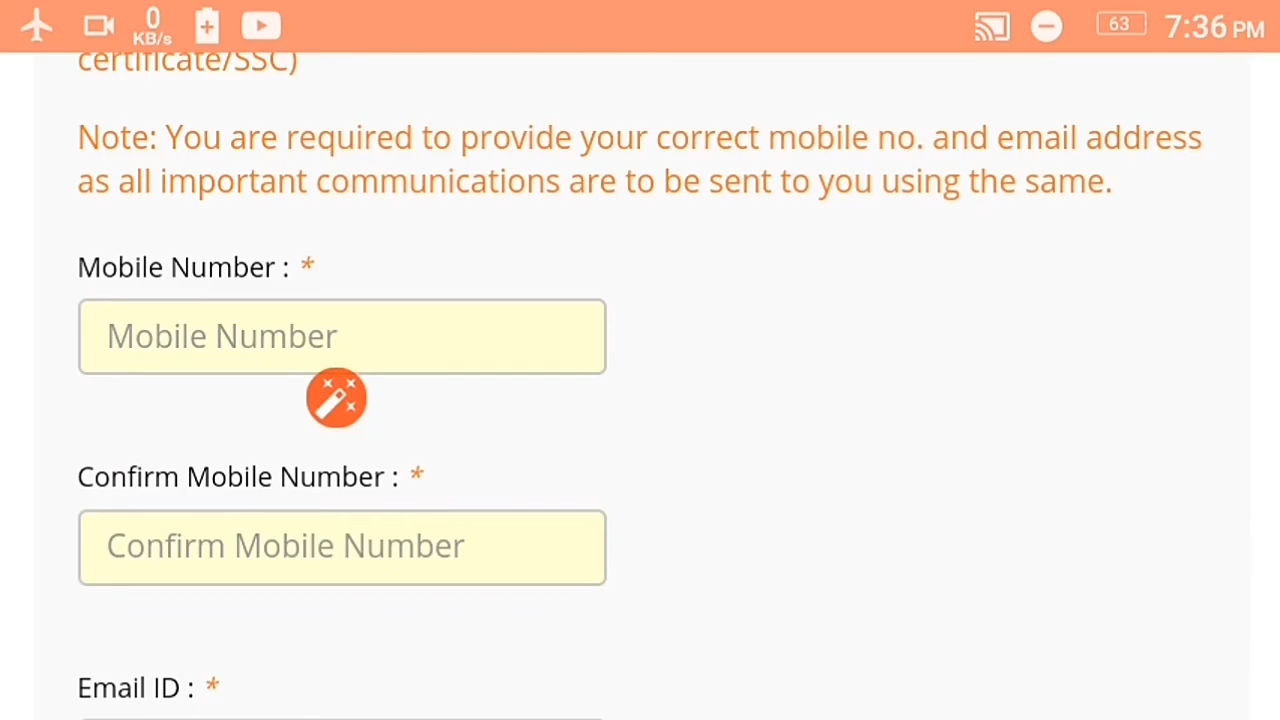 0
KB/s
63
7:36 PM
certificate/SSC)
Note: You are required to provide your correct mobile no. and email address
as all important communications are to be sent to you using the same.
Mobile Number : *
Mobile Number
Confirm Mobile Number : *
Confirm Mobile Number
Email ID : *